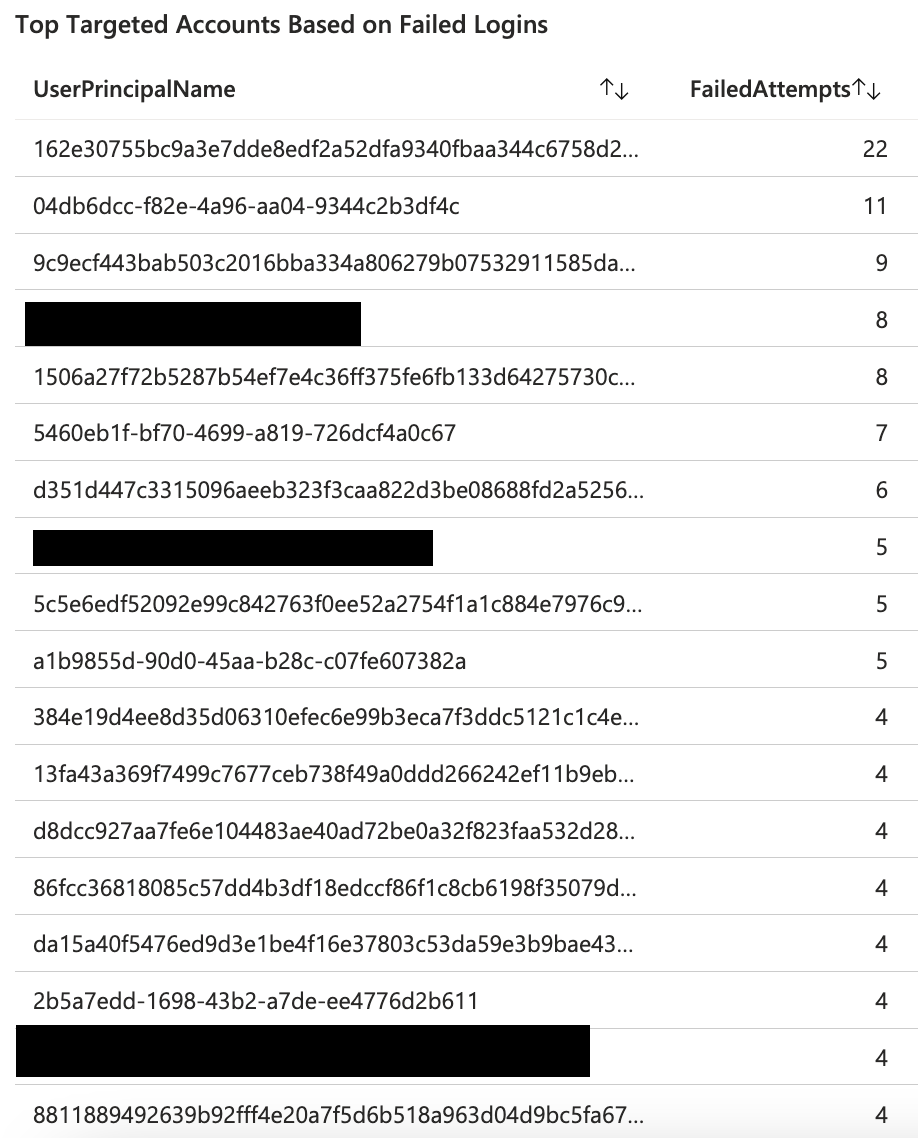 Top Targeted Accounts Based on Failed Logins
UserPrincipalName ↑↓ FailedAttempts↑↓
162e30755bc9a3e7dde8edf2a52dfa9340fbaa344c6758d2... 22
04db6dcc-f82e-4a96-aa04-9344c2b3df4c 11
9c9ecf443bab503c2016bba334a806279b07532911585da... 9
8
1506a27f72b5287b54ef7e4c36ff375fe6fb133d64275730c... 8
5460eb1f-bf70-4699-a819-726dcf4a0c67 7
d351d447c3315096aeeb323f3caa822d3be08688fd2a5256... 6
5
5c5e6edf52092e99c842763f0ee52a2754f1a1c884e7976c9... 5
a1b9855d-90d0-45aa-b28c-c07fe607382a 5
384e19d4ee8d35d06310efec6e99b3eca7f3ddc5121c1c4e... 4
13fa43a369f7499c7677ceb738f49a0ddd266242ef11b9eb... 4
d8dcc927aa7fe6e104483ae40ad72be0a32f823faa532d28... 4
86fcc36818085c57dd4b3df18edccf86f1c8cb6198f35079d... 4
da15a40f5476ed9d3e1be4f16e37803c53da59e3b9bae43... 4
2b5a7edd-1698-43b2-a7de-ee4776d2b611 4
4
8811889492639b92fff4e20a7f5d6b518a963d04d9bc5fa67... 4